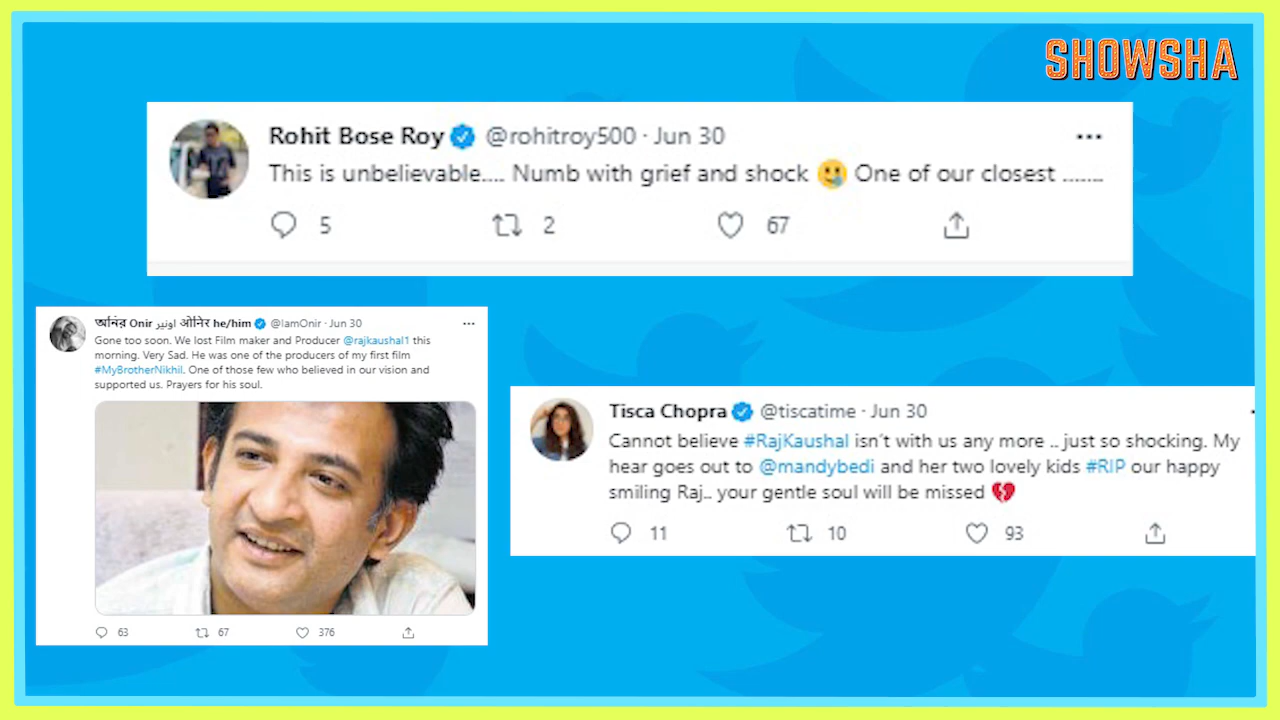 SHOWSHA
Rohit Bose Roy @rohitroy500 · Jun 30
This is unbelievable.... Numb with grief and shock 🥲 One of our closest .......
5 2 67
অনির Onir اونیر ओनिर he/him @IamOnir · Jun 30
Gone too soon. We lost Film maker and Producer @rajkaushal1 this
morning. Very Sad. He was one of the producers of my first film
#MyBrotherNikhil. One of those few who believed in our vision and
supported us. Prayers for his soul.
63 67 376
Tisca Chopra @tiscatime · Jun 30
Cannot believe #RajKaushal isn't with us any more .. just so shocking. My
hear goes out to @mandybedi and her two lovely kids #RIP our happy
smiling Raj.. your gentle soul will be missed 💔
11 10 93